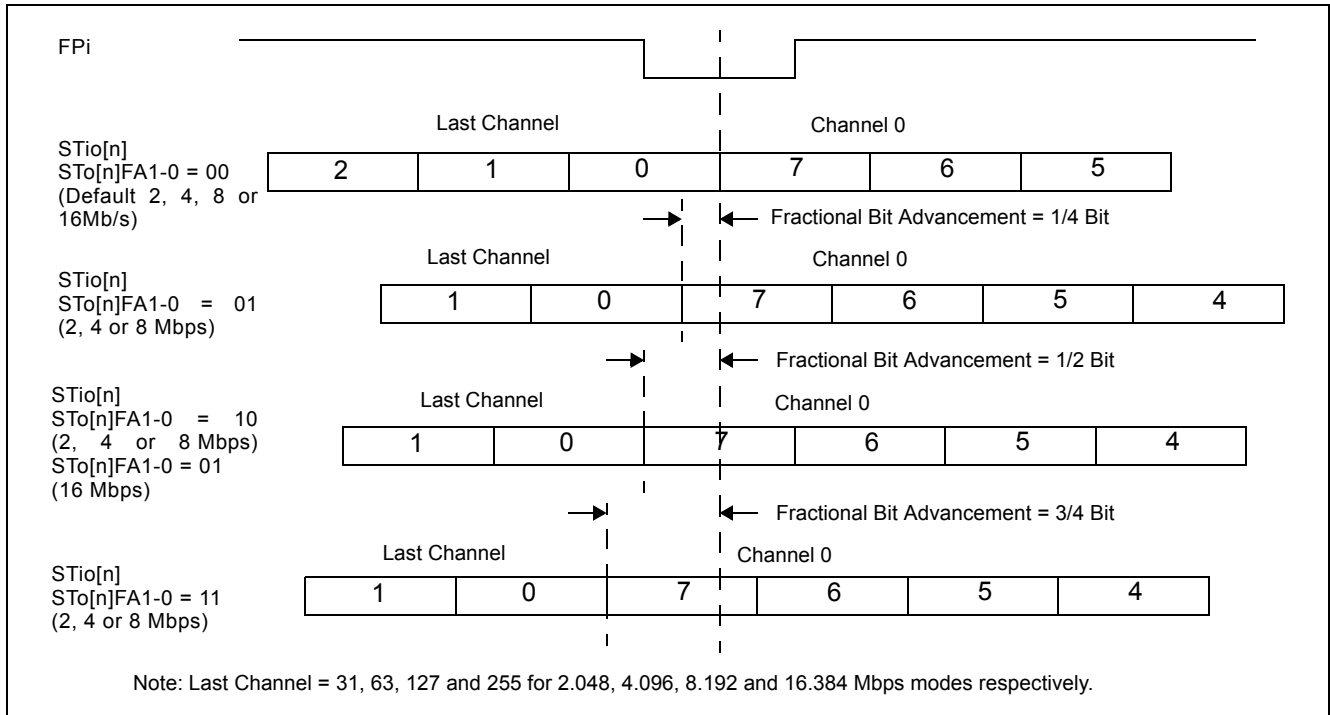 FPi
Last Channel Channel 0
STio[n]
STo[n]FA1-0 = 00
(Default 2, 4, 8 or
16Mb/s)
2 1 0 7 6 5
Fractional Bit Advancement = 1/4 Bit
Last Channel Channel 0
STio[n]
STo[n]FA1-0 = 01
(2, 4 or 8 Mbps)
1 0 7 6 5 4
Fractional Bit Advancement = 1/2 Bit
Last Channel Channel 0
STio[n]
STo[n]FA1-0 = 10
(2, 4 or 8 Mbps)
STo[n]FA1-0 = 01
(16 Mbps)
1 0 7 6 5 4
Fractional Bit Advancement = 3/4 Bit
Last Channel Channel 0
STio[n]
STo[n]FA1-0 = 11
(2, 4 or 8 Mbps)
1 0 7 6 5 4
Note: Last Channel = 31, 63, 127 and 255 for 2.048, 4.096, 8.192 and 16.384 Mbps modes respectively.